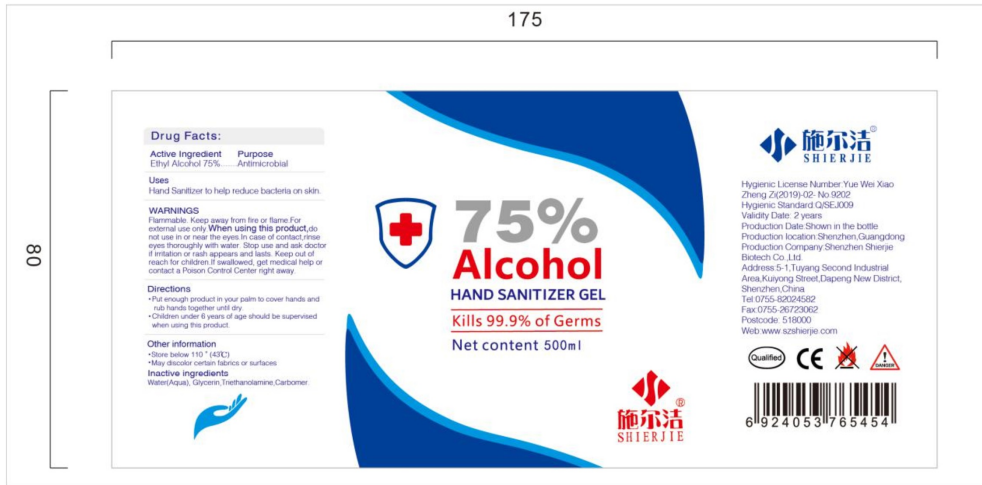 175
80
Drug Facts:
Active Ingredient Purpose
Ethyl Alcohol 75%......Antimicrobial
Uses
Hand Sanitizer to help reduce bacteria on skin.
WARNINGS
Flammable. Keep away from fire or flame.For
external use only.When using this product,do
not use in or near the eyes.In case of contact,rinse
eyes thoroughly with water. Stop use and ask doctor
if irritation or rash appears and lasts. Keep out of
reach for children.If swallowed, get medical help or
contact a Poison Control Center right away.
Directions
•Put enough product in your palm to cover hands and
rub hands together until dry.
•Children under 6 years of age should be supervised
when using this product.
Other information
•Store below 110 ° (43℃)
•May discolor certain fabrics or surfaces
Inactive ingredients
Water(Aqua), Glycerin,Triethanolamine,Carbomer
75%
Alcohol
HAND SANITIZER GEL
Kills 99.9% of Germs
Net content 500ml
施尔洁®
SHIERJIE
施尔洁®
SHIERJIE
Hygienic License Number:Yue Wei Xiao
Zheng Zi(2019)-02- No.9202
Hygienic Standard:Q/SEJ009
Validity Date: 2 years
Production Date:Shown in the bottle
Production location:Shenzhen,Guangdong
Production Company:Shenzhen Shierjie
Biotech Co.,Ltd.
Address:5-1,Tuyang Second Industrial
Area,Kuiyong Street,Dapeng New District,
Shenzhen,China
Tel:0755-82024582
Fax:0755-26723062
Postcode: 518000
Web:www.szshierjie.com
Qualified CE DANGER
6 924053 765454